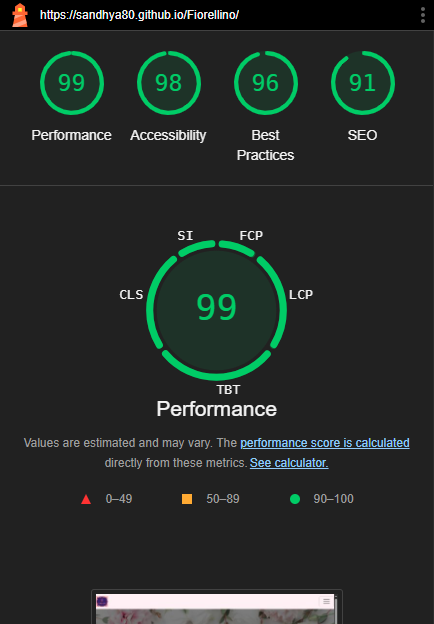 https://sandhya80.github.io/Fiorellino/
99
98
96
91
Performance
Accessibility
Best
Practices
SEO
SI
FCP
CLS
LCP
99
TBT
Performance
Values are estimated and may vary. The performance score is calculated
directly from these metrics. See calculator.
0–49
50–89
90–100